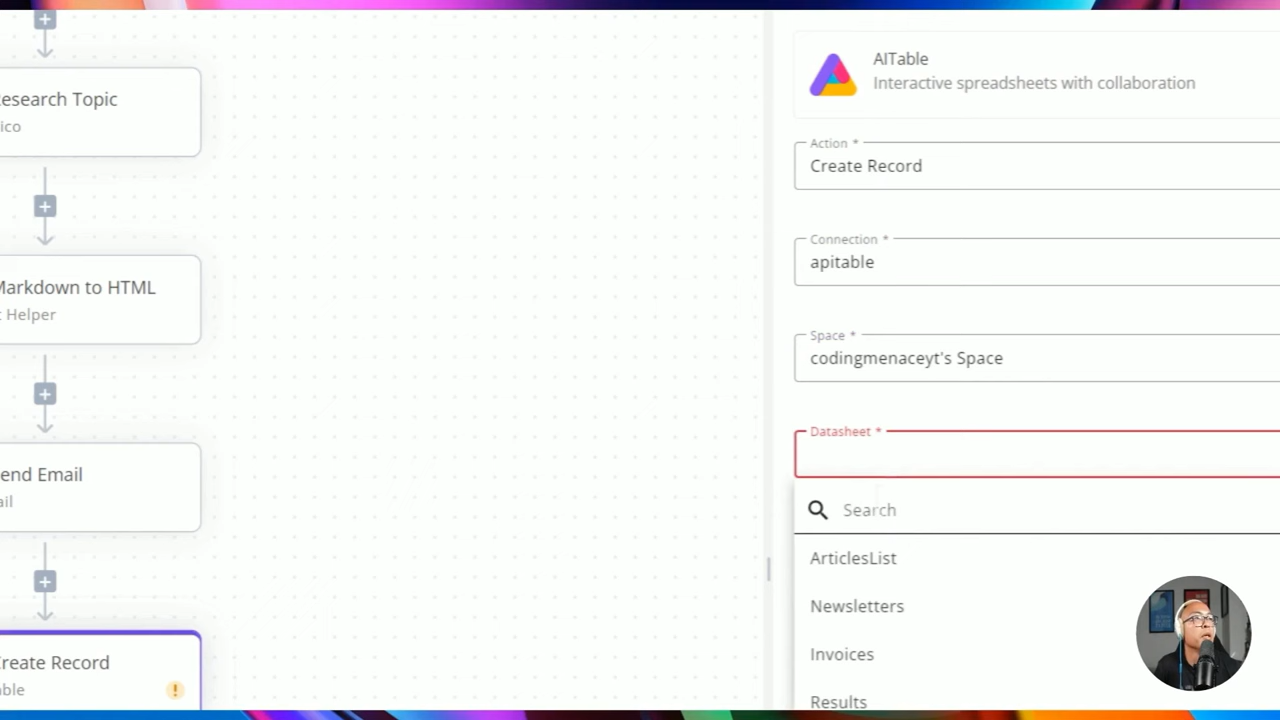 esearch Topic
ico
Markdown to HTML
: Helper
end Email
ail
Create Record
able
!
AITable
Interactive spreadsheets with collaboration
Action *
Create Record
Connection *
apitable
Space *
codingmenaceyt's Space
Datasheet *
Search
ArticlesList
Newsletters
Invoices
Results